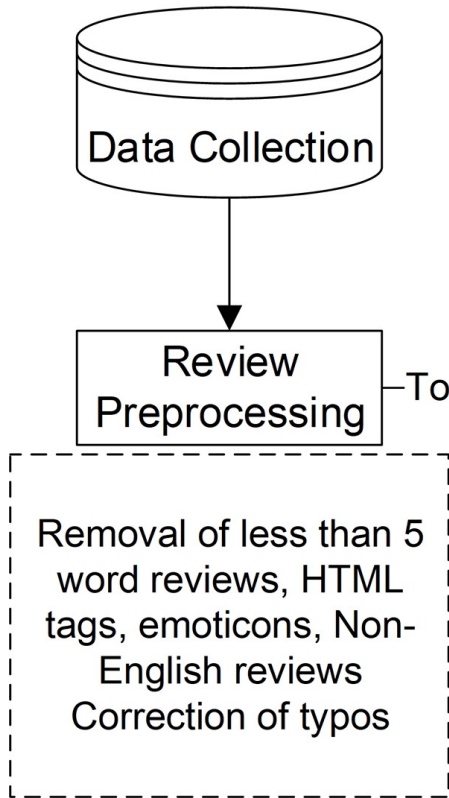 Data Collection
Review
Preprocessing
To
Removal of less than 5
word reviews, HTML
tags, emoticons, Non-
English reviews
Correction of typos